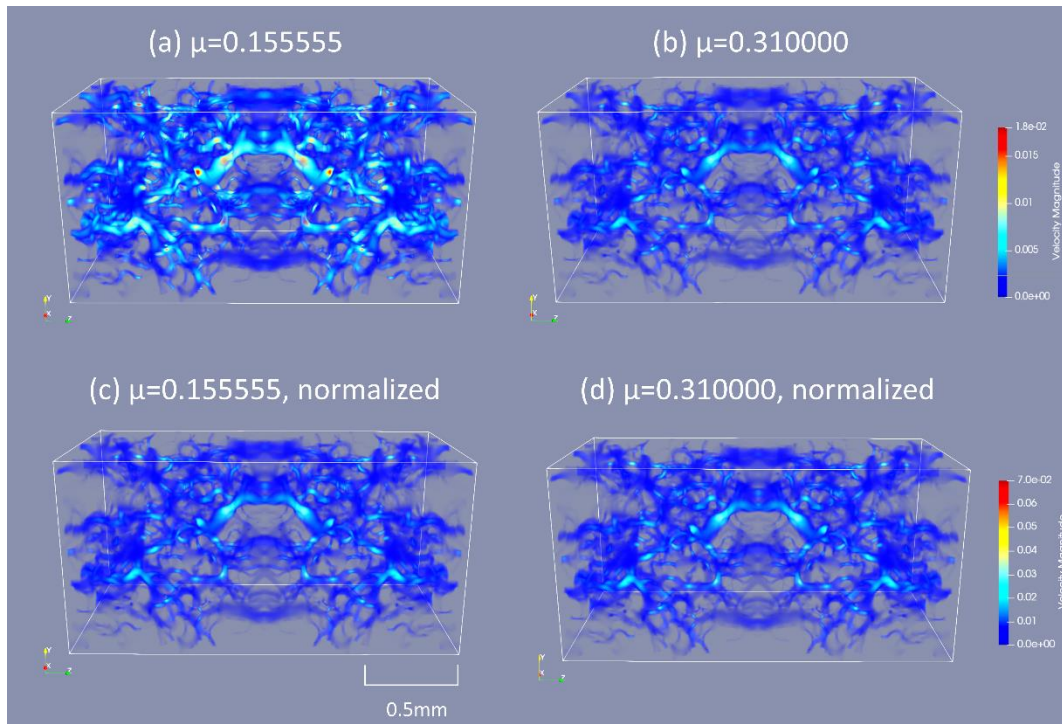 (a) μ=0.155555
(b) μ=0.310000
1.8e-02
0.015
0.01
0.005
0.0e+00
Velocity Magnitude
Y
X
Z
Y
X
Z
(c) μ=0.155555, normalized
(d) μ=0.310000, normalized
7.0e-02
0.06
0.05
0.04
0.03
0.02
0.01
0.0e+00
Velocity Magnitude
Y
X
Z
Y
X
Z
0.5mm